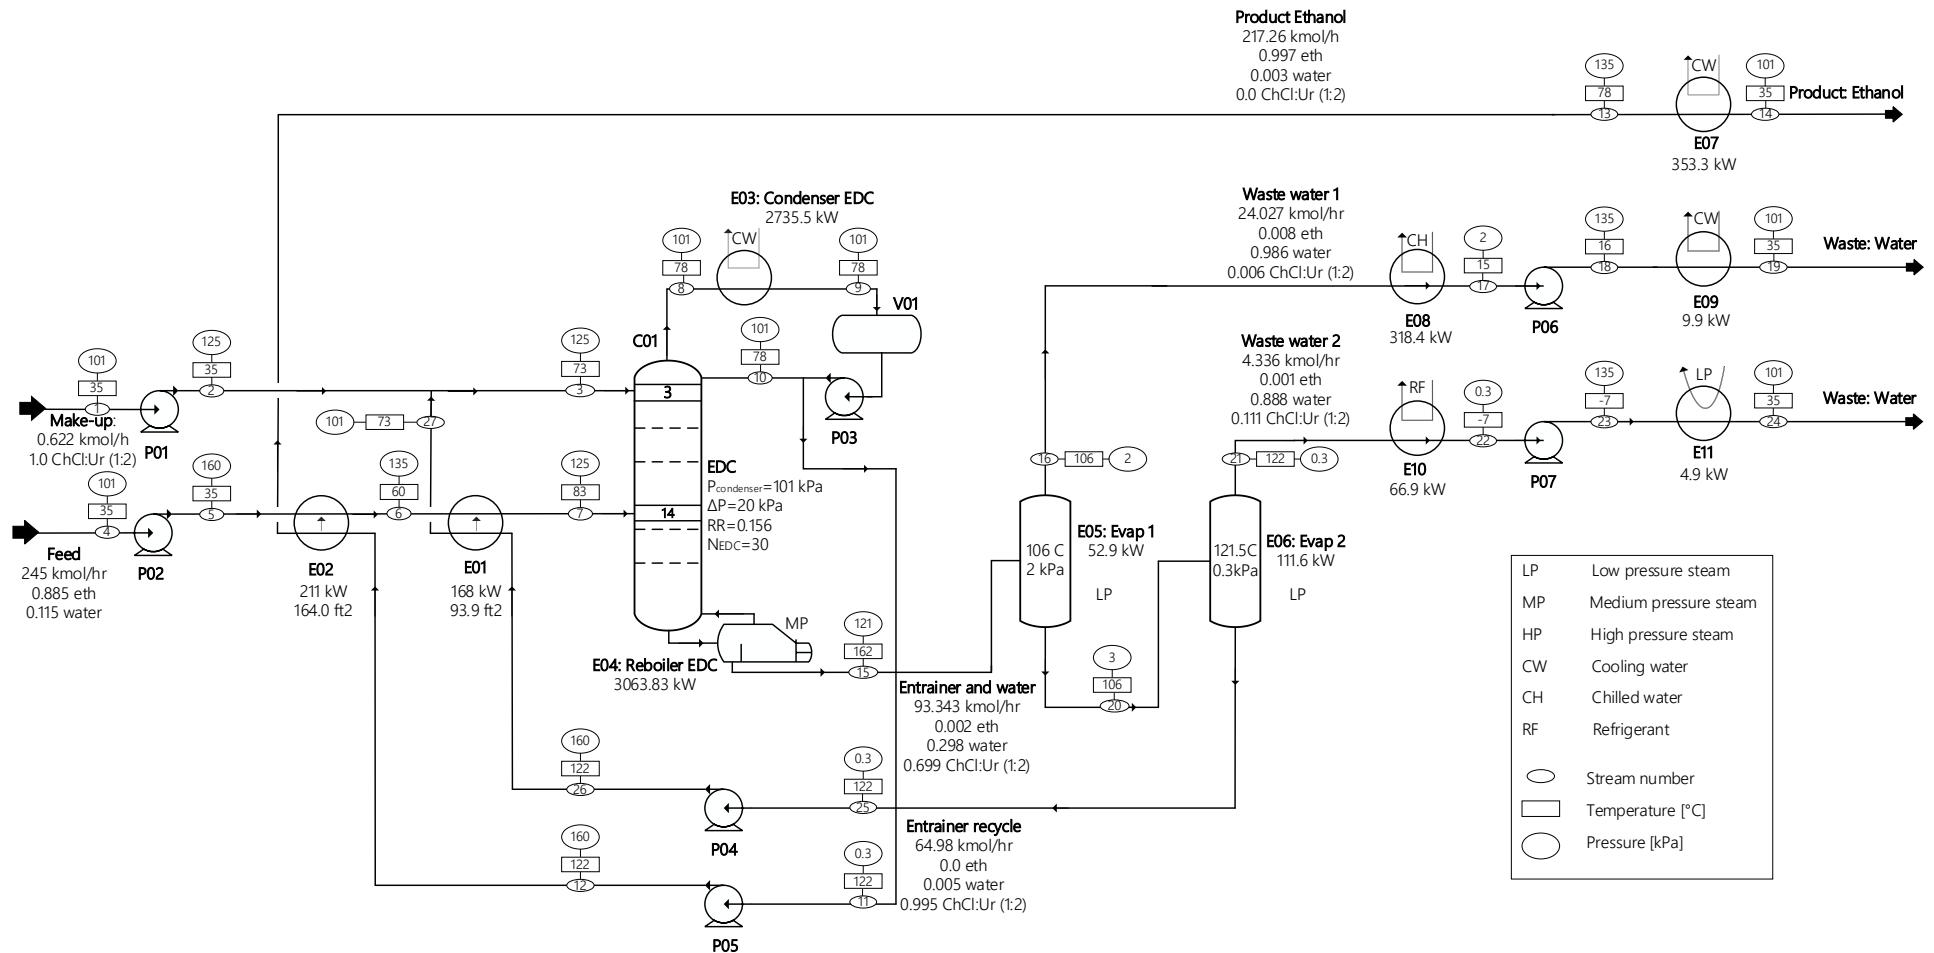 Product Ethanol
217.26 kmol/h
0.997 eth
0.003 water
0.0 ChCl:Ur (1:2)
135
78
13
CW
E07
353.3 kW
101
35
14
Product: Ethanol
E03: Condenser EDC
2735.5 kW
CW
101
78
8
101
78
9
V01
101
78
10
P03
C01
3
14
EDC
Pcondenser=101 kPa
ΔP=20 kPa
RR=0.156
NEDC=30
Waste water 1
24.027 kmol/hr
0.008 eth
0.986 water
0.006 ChCl:Ur (1:2)
CH
E08
318.4 kW
2
15
17
P06
135
16
18
CW
E09
9.9 kW
101
35
19
Waste: Water
Waste water 2
4.336 kmol/hr
0.001 eth
0.888 water
0.111 ChCl:Ur (1:2)
RF
E10
66.9 kW
0.3
-7
22
P07
135
-7
23
LP
E11
4.9 kW
101
35
24
Waste: Water
101
35
1
Make-up:
0.622 kmol/h
1.0 ChCl:Ur (1:2)
P01
125
35
2
125
73
3
101
73
27
101
35
4
Feed
245 kmol/hr
0.885 eth
0.115 water
P02
160
35
5
E02
211 kW
164.0 ft2
135
60
6
E01
168 kW
93.9 ft2
125
83
7
MP
E04: Reboiler EDC
3063.83 kW
121
162
15
Entrainer and water
93.343 kmol/hr
0.002 eth
0.298 water
0.699 ChCl:Ur (1:2)
16
106
2
106 C
2 kPa
E05: Evap 1
52.9 kW
LP
21
122
0.3
121.5C
0.3kPa
E06: Evap 2
111.6 kW
LP
3
106
20
160
122
26
P04
0.3
122
25
Entrainer recycle
64.98 kmol/hr
0.0 eth
0.005 water
0.995 ChCl:Ur (1:2)
160
122
12
P05
0.3
122
11
LP Low pressure steam
MP Medium pressure steam
HP High pressure steam
CW Cooling water
CH Chilled water
RF Refrigerant
Stream number
Temperature [°C]
Pressure [kPa]